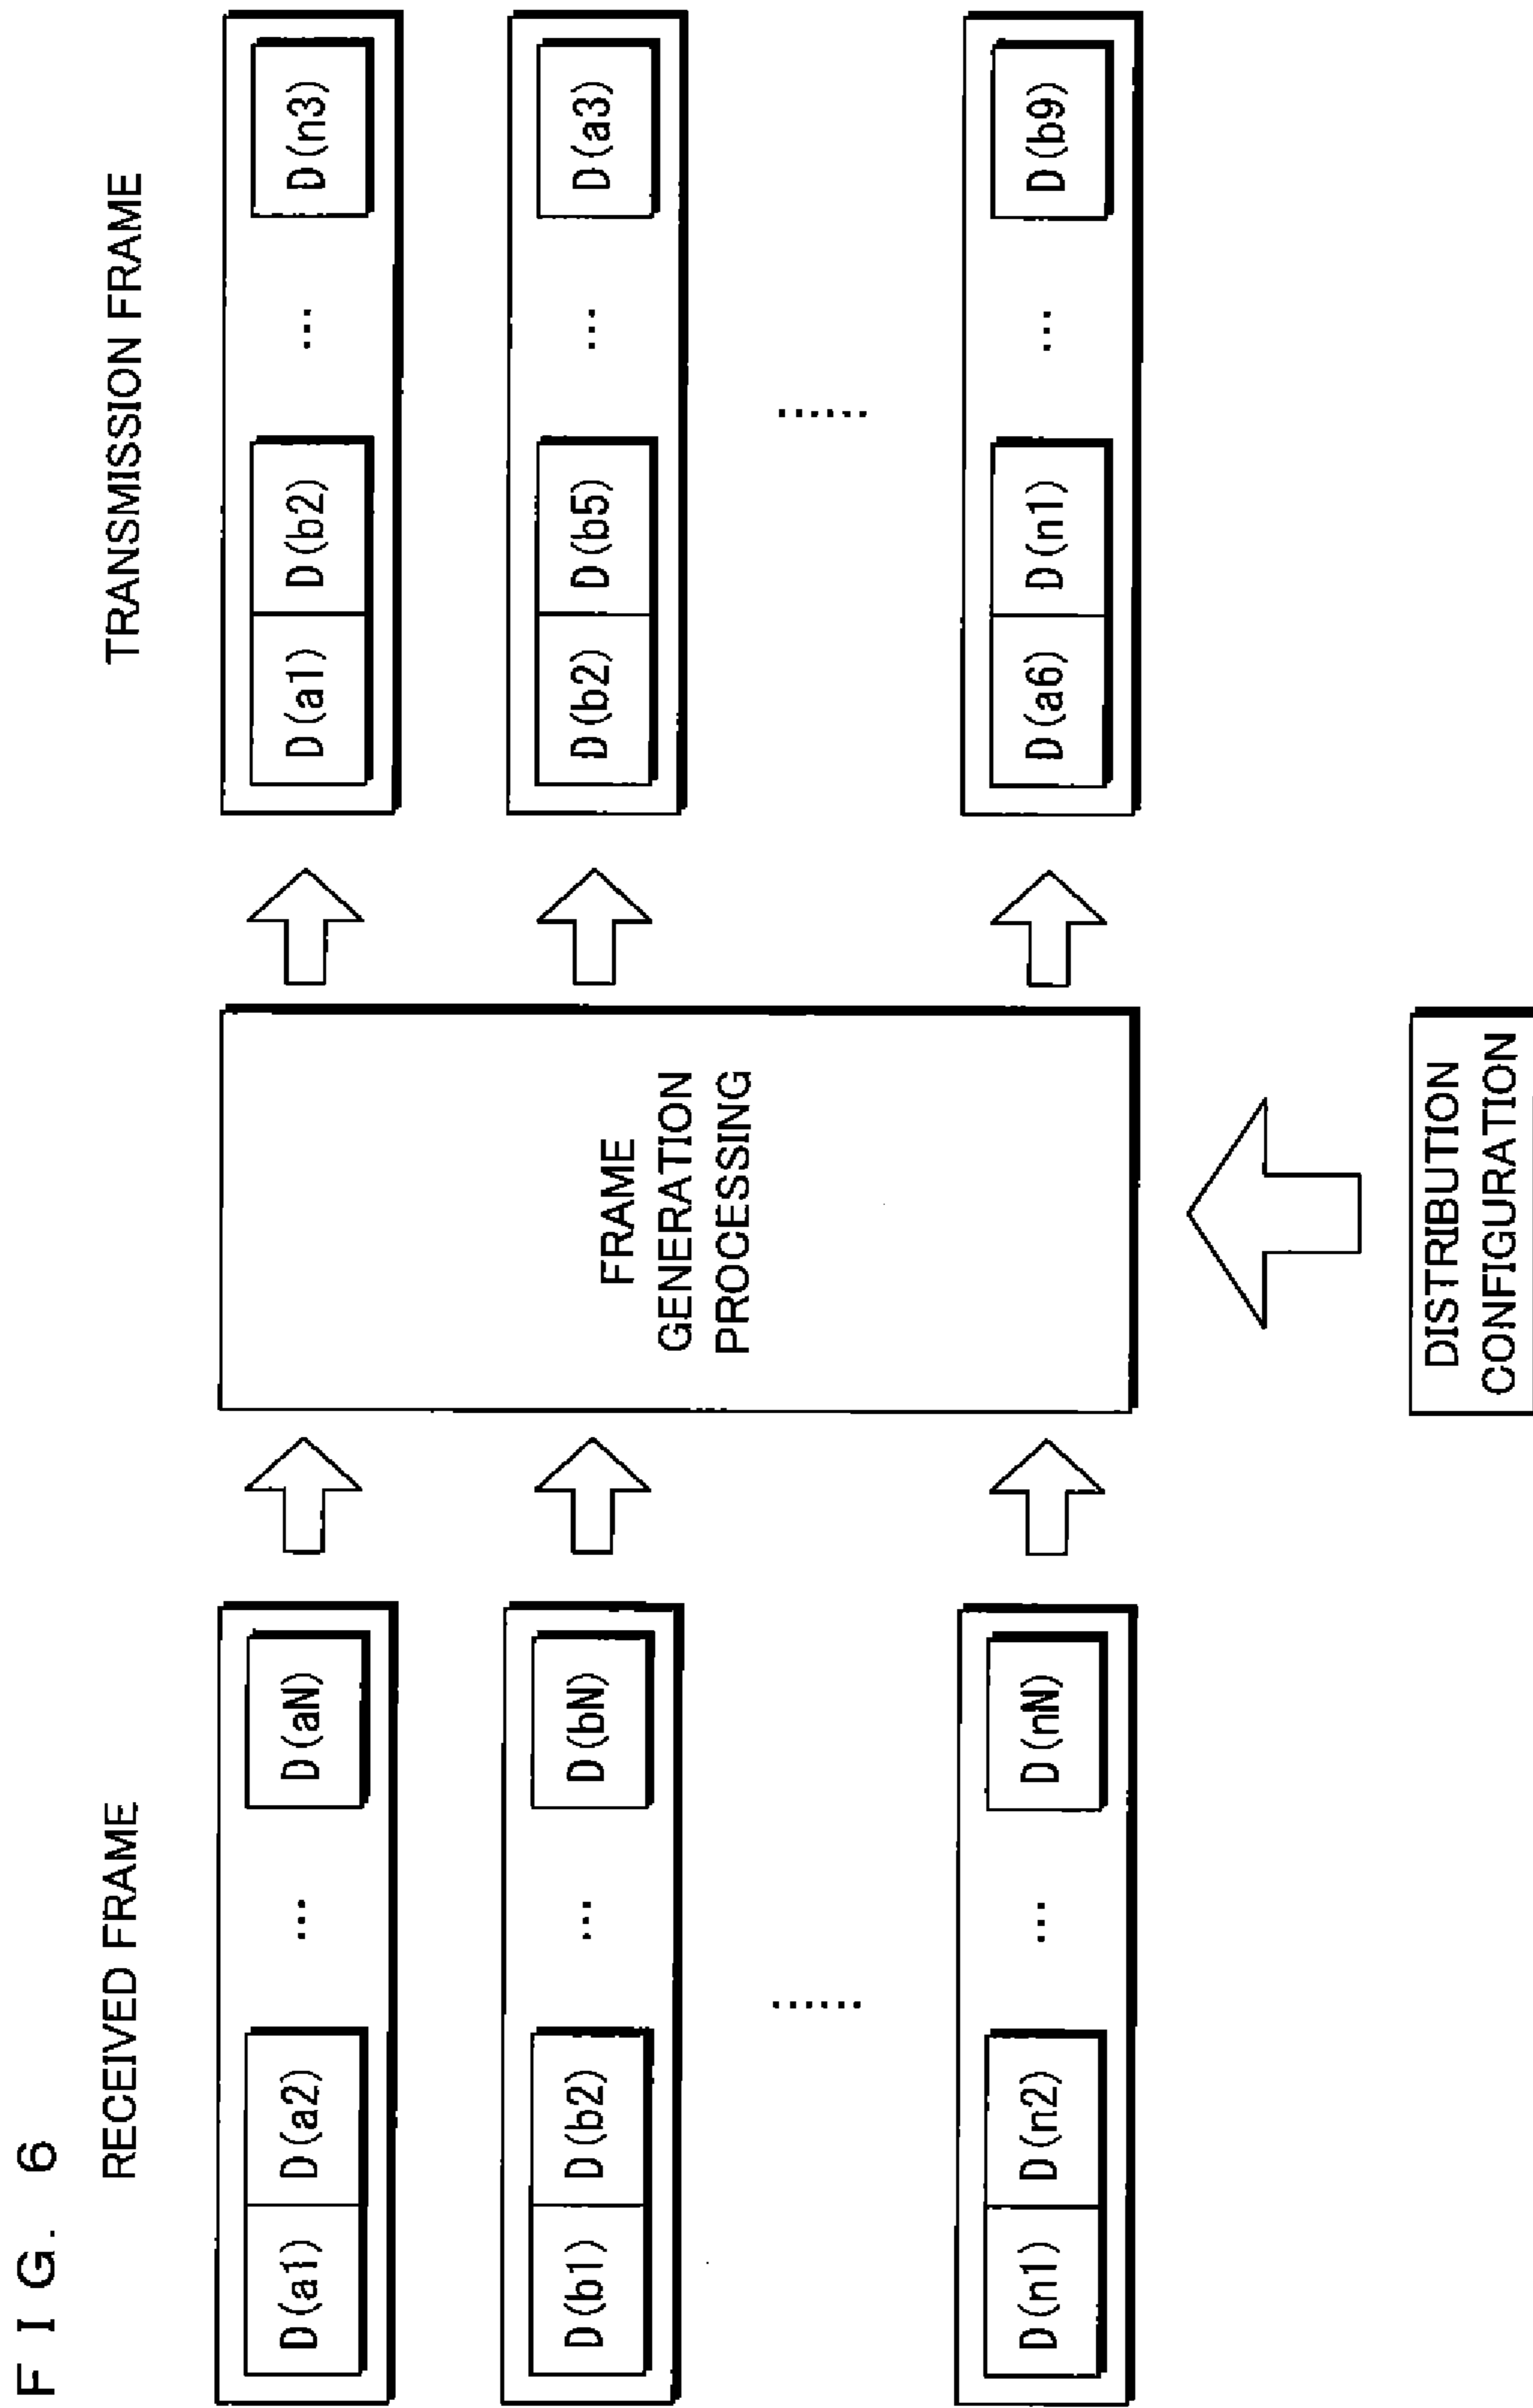 FIG. 6
RECEIVED FRAME
TRANSMISSION FRAME
D(a1) D(a2) ... D(aN)
D(a1) D(b2) ... D(n3)
D(b1) D(b2) ... D(bN)
D(b2) D(b5) ... D(a3)
FRAME
GENERATION
PROCESSING
......
......
D(n1) D(n2) ... D(nN)
D(a6) D(n1) ... D(b9)
DISTRIBUTION
CONFIGURATION